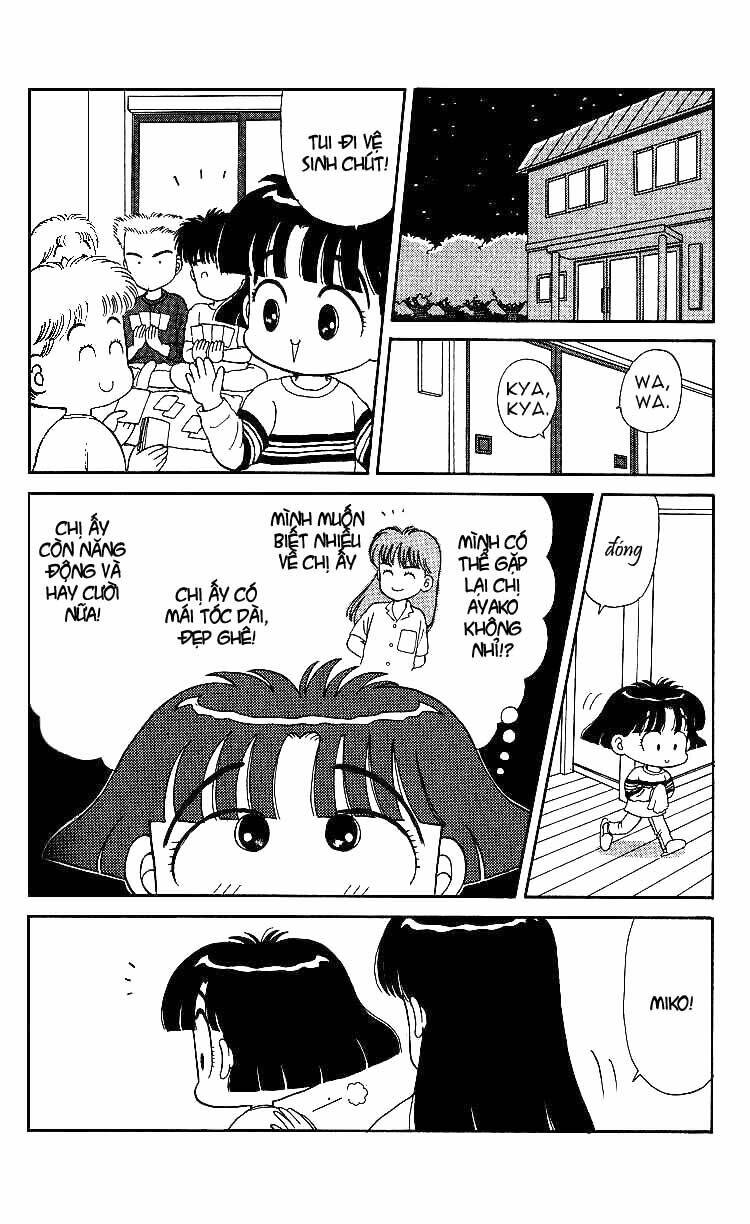 WA,
WA.
KYA,
KYA.
TUI ĐI VỆ
SINH CHÚT!
đóng
MÌNH CÓ
THỂ GẶP
LẠI CHỊ
AYAKO
KHÔNG
NHỈ!?
MÌNH MUỐN
BIẾT NHIỀU
VỀ CHỊ ẤY
CHỊ ẤY CÓ
MÁI TÓC DÀI,
ĐẸP GHÊ!
CHỊ ẤY
CÒN NĂNG
ĐỘNG VÀ
HAY CƯỜI
NỮA!
MIKO!